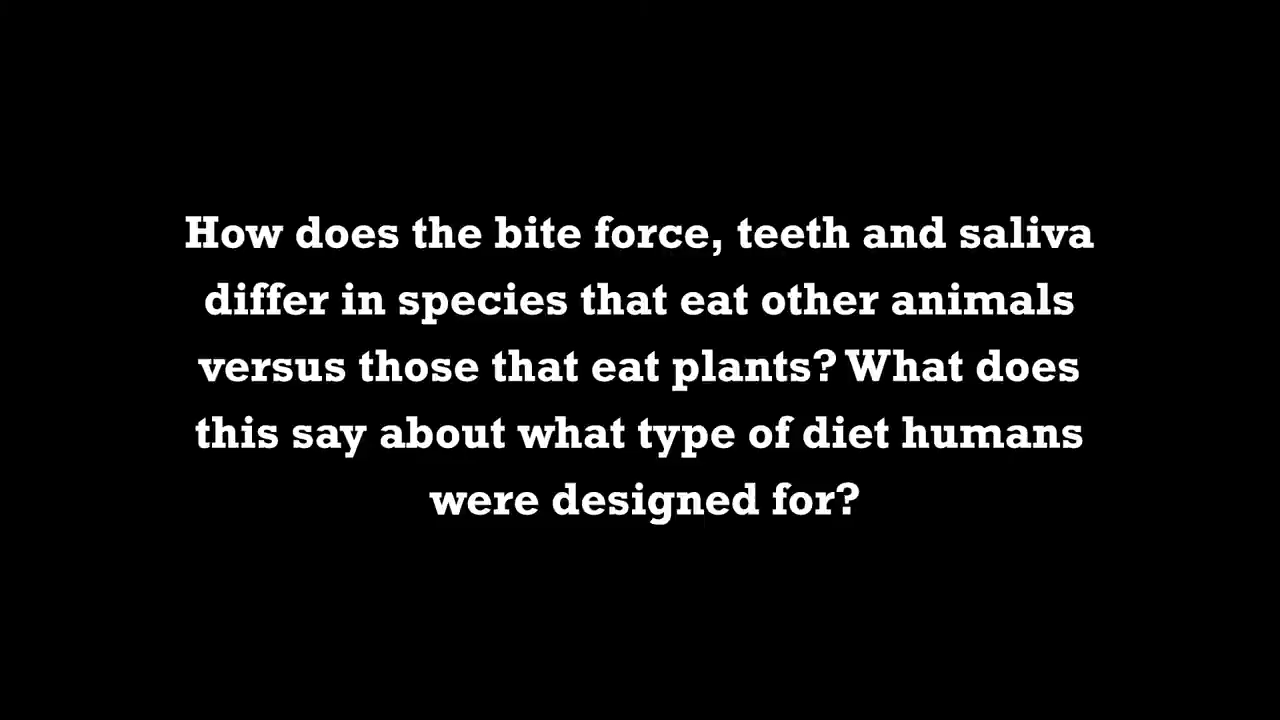 How does the bite force, teeth and saliva
differ in species that eat other animals
versus those that eat plants? What does
this say about what type of diet humans
were designed for?